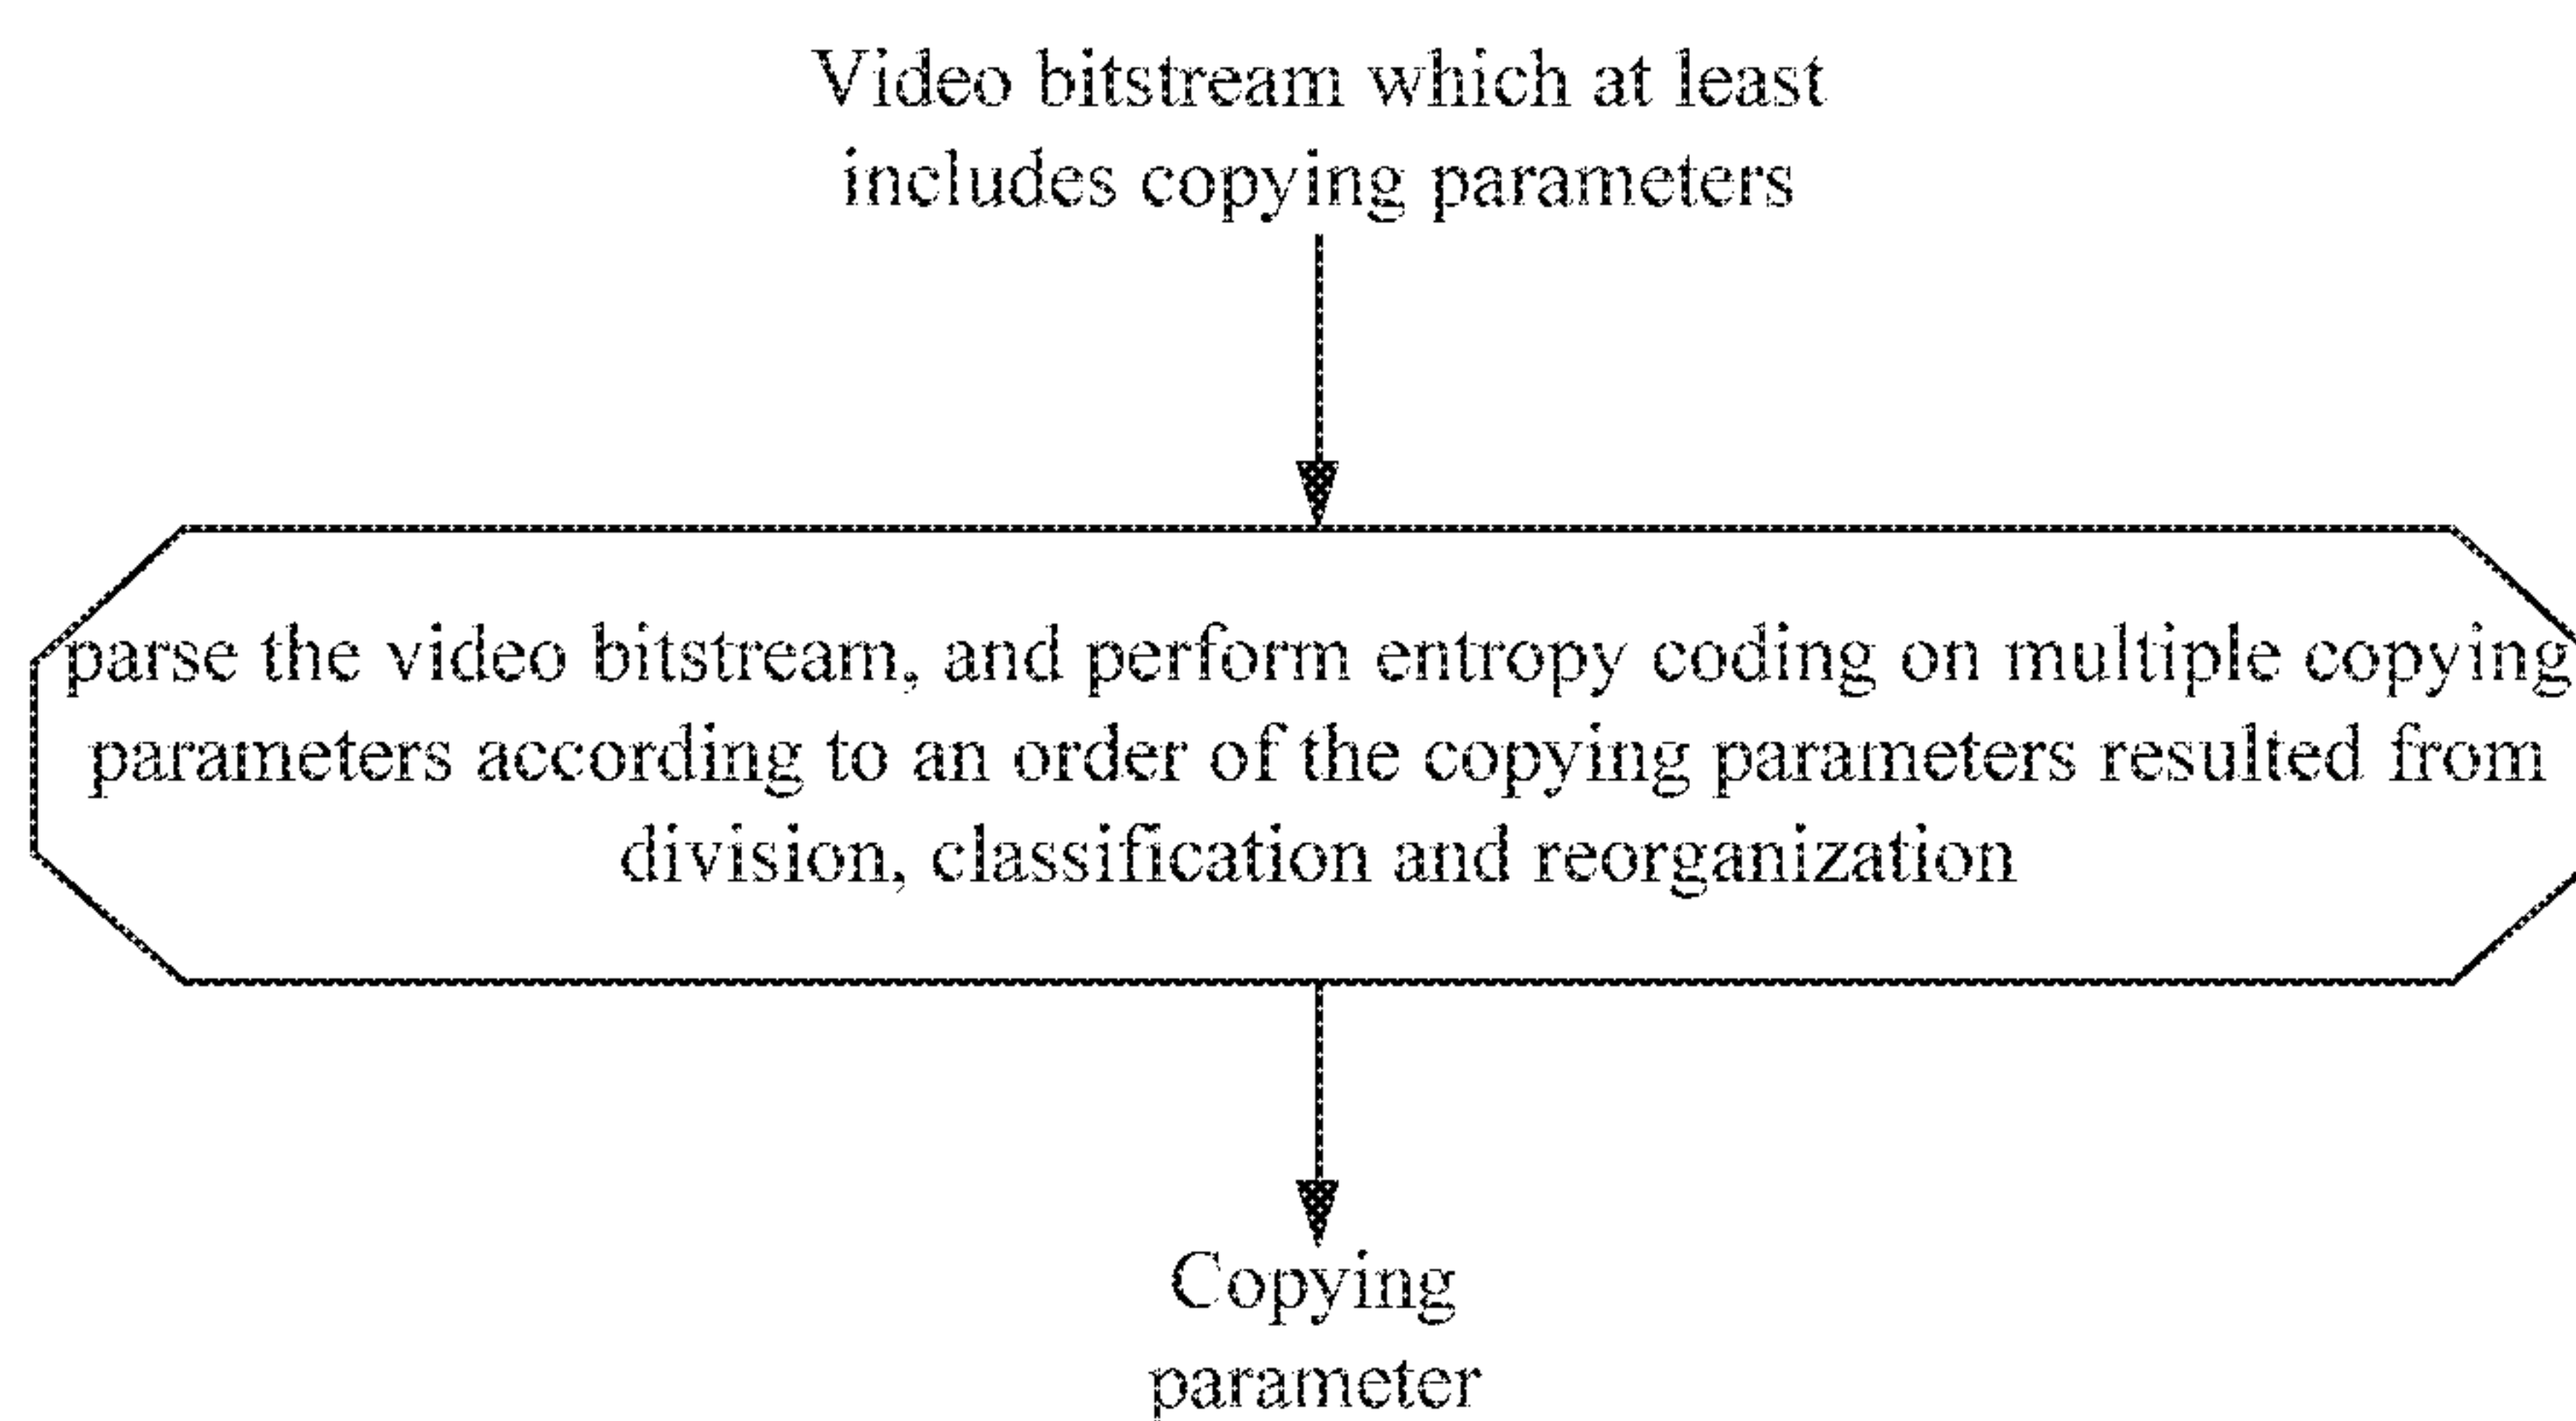 Video bitstream which at least
includes copying parameters
parse the video bitstream, and perform entropy coding on multiple copying
parameters according to an order of the copying parameters resulted from
division, classification and reorganization
Copying
parameter